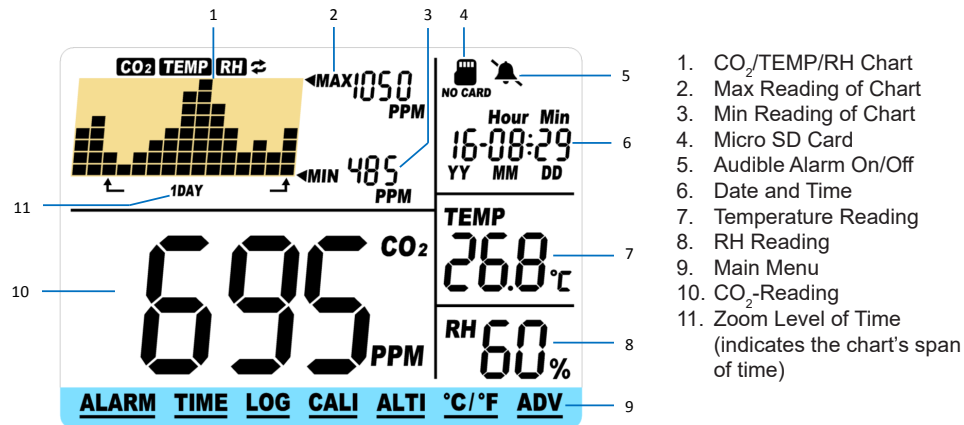 1 2 3 4
CO2 TEMP RH
◄MAX 1050
PPM
NO CARD
5
Hour Min
16-08:29
6
YY MM DD
◄MIN 485
PPM
1DAY
11
TEMP
26.8 °C
7
CO2
695
PPM
10
RH
60 %
8
ALARM TIME LOG CALI ALTI °C/°F ADV
9
1. CO2/TEMP/RH Chart
2. Max Reading of Chart
3. Min Reading of Chart
4. Micro SD Card
5. Audible Alarm On/Off
6. Date and Time
7. Temperature Reading
8. RH Reading
9. Main Menu
10. CO2-Reading
11. Zoom Level of Time
(indicates the chart's span
of time)